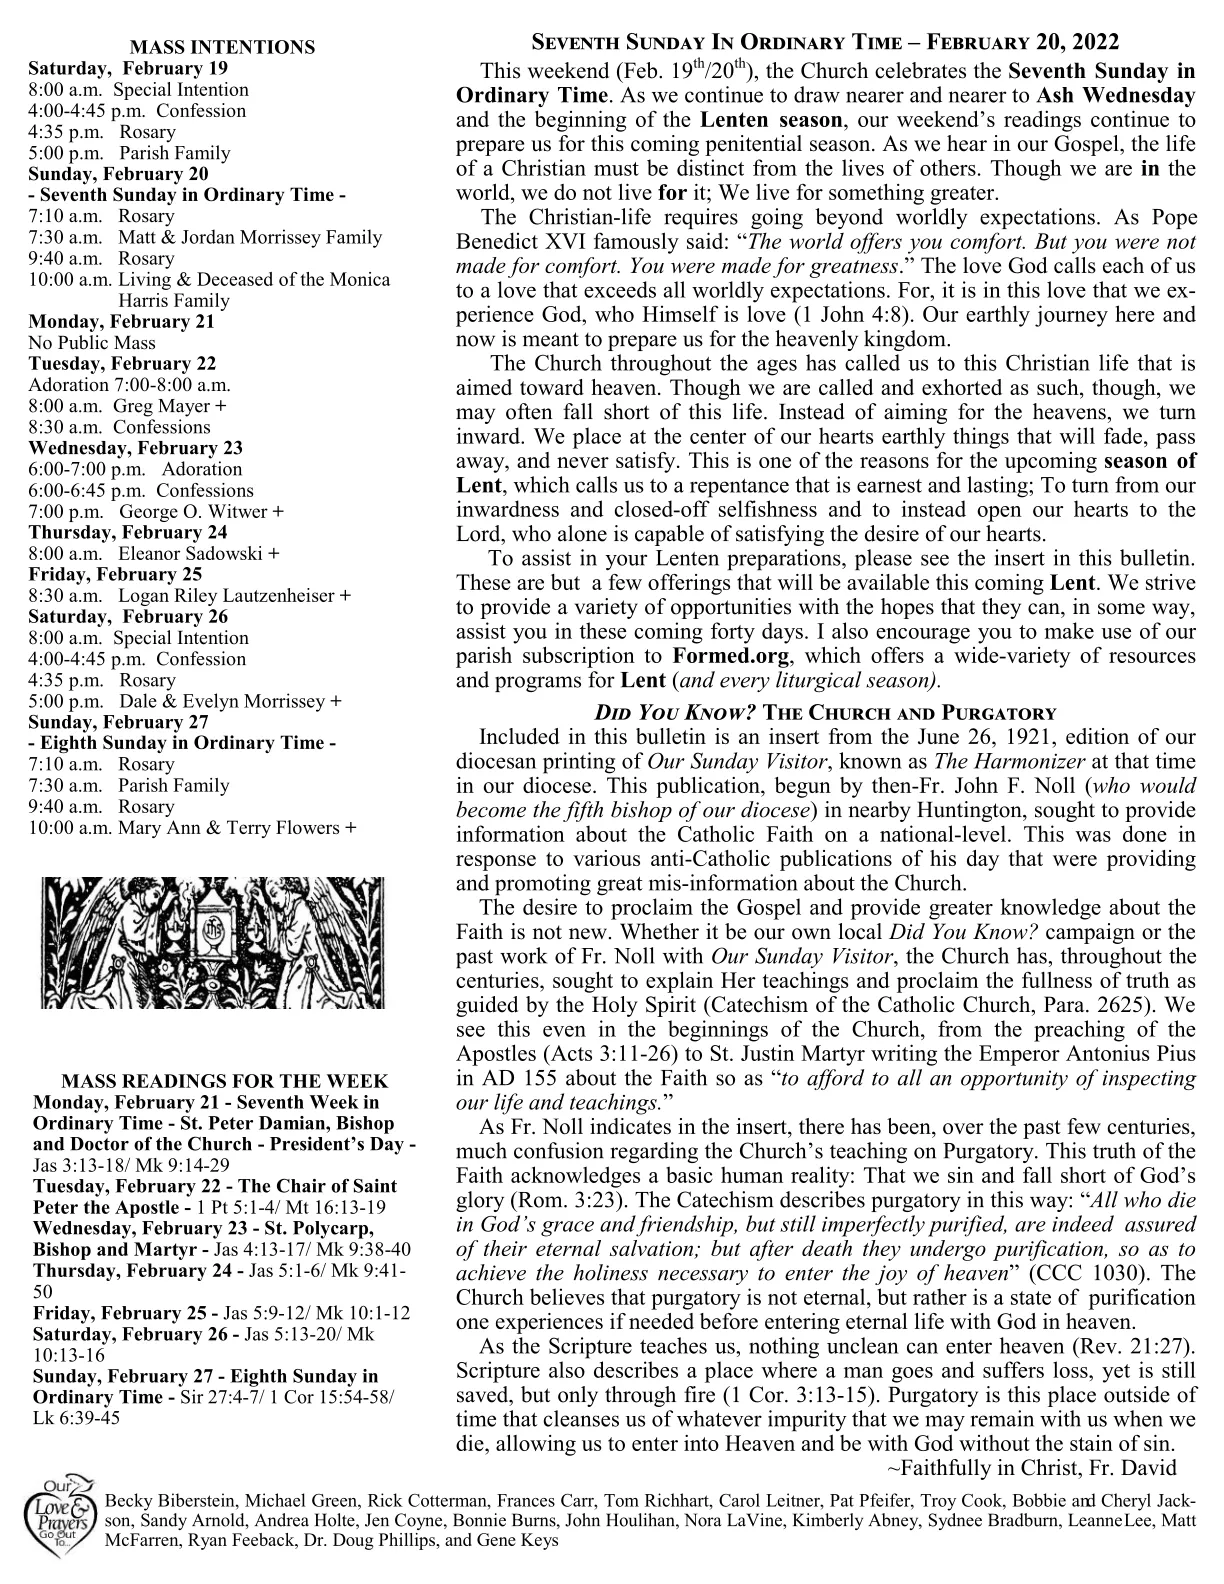 MASS INTENTIONS
Saturday,  February 19
8:00 a.m.  Special Intention
4:00-4:45 p.m.  Confession
4:35 p.m.   Rosary
5:00 p.m.   Parish Family
Sunday, February 20
- Seventh Sunday in Ordinary Time -
7:10 a.m.   Rosary
7:30 a.m.   Matt & Jordan Morrissey Family
9:40 a.m.   Rosary
10:00 a.m. Living & Deceased of the Monica
Harris Family
Monday, February 21
No Public Mass
Tuesday, February 22
Adoration 7:00-8:00 a.m.
8:00 a.m.  Greg Mayer +
8:30 a.m.  Confessions
Wednesday, February 23
6:00-7:00 p.m.   Adoration
6:00-6:45 p.m.  Confessions
7:00 p.m.   George O. Witwer +
Thursday, February 24
8:00 a.m.   Eleanor Sadowski +
Friday, February 25
8:30 a.m.   Logan Riley Lautzenheiser +
Saturday,  February 26
8:00 a.m.  Special Intention
4:00-4:45 p.m.  Confession
4:35 p.m.   Rosary
5:00 p.m.   Dale & Evelyn Morrissey +
Sunday, February 27
- Eighth Sunday in Ordinary Time -
7:10 a.m.   Rosary
7:30 a.m.   Parish Family
9:40 a.m.   Rosary
10:00 a.m. Mary Ann & Terry Flowers +
IHS
MASS READINGS FOR THE WEEK
Monday, February 21 - Seventh Week in
Ordinary Time - St. Peter Damian, Bishop
and Doctor of the Church - President's Day -
Jas 3:13-18/ Mk 9:14-29
Tuesday, February 22 - The Chair of Saint
Peter the Apostle - 1 Pt 5:1-4/ Mt 16:13-19
Wednesday, February 23 - St. Polycarp,
Bishop and Martyr - Jas 4:13-17/ Mk 9:38-40
Thursday, February 24 - Jas 5:1-6/ Mk 9:41-
50
Friday, February 25 - Jas 5:9-12/ Mk 10:1-12
Saturday, February 26 - Jas 5:13-20/ Mk
10:13-16
Sunday, February 27 - Eighth Sunday in
Ordinary Time - Sir 27:4-7/ 1 Cor 15:54-58/
Lk 6:39-45
Seventh Sunday In Ordinary Time – February 20, 2022
This weekend (Feb. 19th/20th), the Church celebrates the Seventh Sunday in
Ordinary Time. As we continue to draw nearer and nearer to Ash Wednesday
and the beginning of the Lenten season, our weekend's readings continue to
prepare us for this coming penitential season. As we hear in our Gospel, the life
of a Christian must be distinct from the lives of others. Though we are in the
world, we do not live for it; We live for something greater.
The Christian-life requires going beyond worldly expectations. As Pope
Benedict XVI famously said: "The world offers you comfort. But you were not
made for comfort. You were made for greatness." The love God calls each of us
to a love that exceeds all worldly expectations. For, it is in this love that we ex-
perience God, who Himself is love (1 John 4:8). Our earthly journey here and
now is meant to prepare us for the heavenly kingdom.
The Church throughout the ages has called us to this Christian life that is
aimed toward heaven. Though we are called and exhorted as such, though, we
may often fall short of this life. Instead of aiming for the heavens, we turn
inward. We place at the center of our hearts earthly things that will fade, pass
away, and never satisfy. This is one of the reasons for the upcoming season of
Lent, which calls us to a repentance that is earnest and lasting; To turn from our
inwardness and closed-off selfishness and to instead open our hearts to the
Lord, who alone is capable of satisfying the desire of our hearts.
To assist in your Lenten preparations, please see the insert in this bulletin.
These are but  a few offerings that will be available this coming Lent. We strive
to provide a variety of opportunities with the hopes that they can, in some way,
assist you in these coming forty days. I also encourage you to make use of our
parish subscription to Formed.org, which offers a wide-variety of resources
and programs for Lent (and every liturgical season).
Did You Know? The Church and Purgatory
Included in this bulletin is an insert from the June 26, 1921, edition of our
diocesan printing of Our Sunday Visitor, known as The Harmonizer at that time
in our diocese. This publication, begun by then-Fr. John F. Noll (who would
become the fifth bishop of our diocese) in nearby Huntington, sought to provide
information about the Catholic Faith on a national-level. This was done in
response to various anti-Catholic publications of his day that were providing
and promoting great mis-information about the Church.
The desire to proclaim the Gospel and provide greater knowledge about the
Faith is not new. Whether it be our own local Did You Know? campaign or the
past work of Fr. Noll with Our Sunday Visitor, the Church has, throughout the
centuries, sought to explain Her teachings and proclaim the fullness of truth as
guided by the Holy Spirit (Catechism of the Catholic Church, Para. 2625). We
see this even in the beginnings of the Church, from the preaching of the
Apostles (Acts 3:11-26) to St. Justin Martyr writing the Emperor Antonius Pius
in AD 155 about the Faith so as "to afford to all an opportunity of inspecting
our life and teachings."
As Fr. Noll indicates in the insert, there has been, over the past few centuries,
much confusion regarding the Church's teaching on Purgatory. This truth of the
Faith acknowledges a basic human reality: That we sin and fall short of God's
glory (Rom. 3:23). The Catechism describes purgatory in this way: "All who die
in God's grace and friendship, but still imperfectly purified, are indeed  assured
of their eternal salvation; but after death they undergo purification, so as to
achieve the holiness necessary to enter the joy of heaven" (CCC 1030). The
Church believes that purgatory is not eternal, but rather is a state of  purification
one experiences if needed before entering eternal life with God in heaven.
As the Scripture teaches us, nothing unclean can enter heaven (Rev. 21:27).
Scripture also describes a place where a man goes and suffers loss, yet is still
saved, but only through fire (1 Cor. 3:13-15). Purgatory is this place outside of
time that cleanses us of whatever impurity that we may remain with us when we
die, allowing us to enter into Heaven and be with God without the stain of sin.
~Faithfully in Christ, Fr. David
Our
Love &
Prayers
Go Out
To...
Becky Biberstein, Michael Green, Rick Cotterman, Frances Carr, Tom Richhart, Carol Leitner, Pat Pfeifer, Troy Cook, Bobbie and Cheryl Jack-
son, Sandy Arnold, Andrea Holte, Jen Coyne, Bonnie Burns, John Houlihan, Nora LaVine, Kimberly Abney, Sydnee Bradburn, Leanne Lee, Matt
McFarren, Ryan Feeback, Dr. Doug Phillips, and Gene Keys